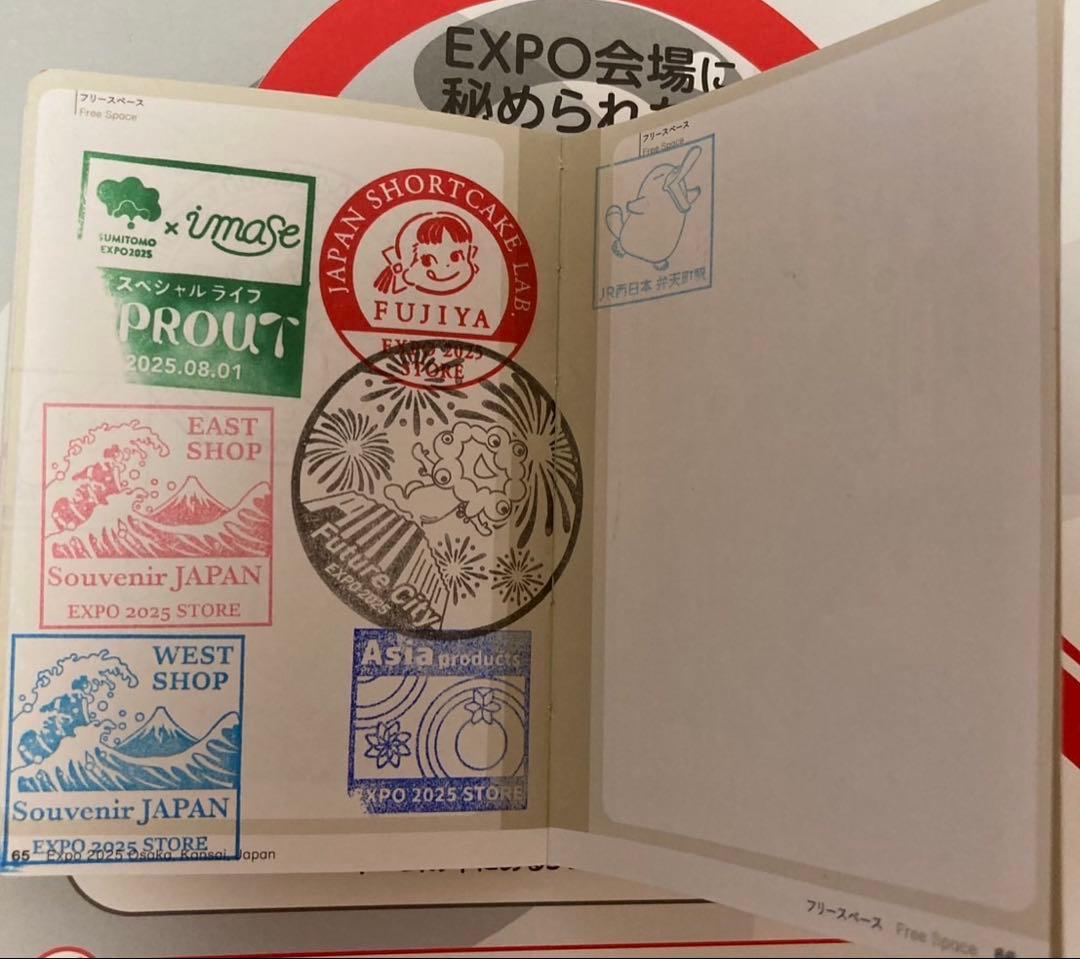 EXPO会場に
秘められた
フリースペース
Free Space
SUMITOMO
EXPO2025
× imase
スペシャルライブ
PROUT
2025.08.01
JAPAN SHORTCAKE LAB.
FUJIYA
EXPO 2025
STORE
EAST
SHOP
Souvenir JAPAN
EXPO 2025 STORE
Future City
EXPO2025
WEST
SHOP
Souvenir JAPAN
EXPO 2025 STORE
Asia products
EXPO 2025 STORE
65 Expo 2025 Osaka, Kansai, Japan
フリースペース
Free Space
JR西日本 弁天町駅
フリースペース Free Space